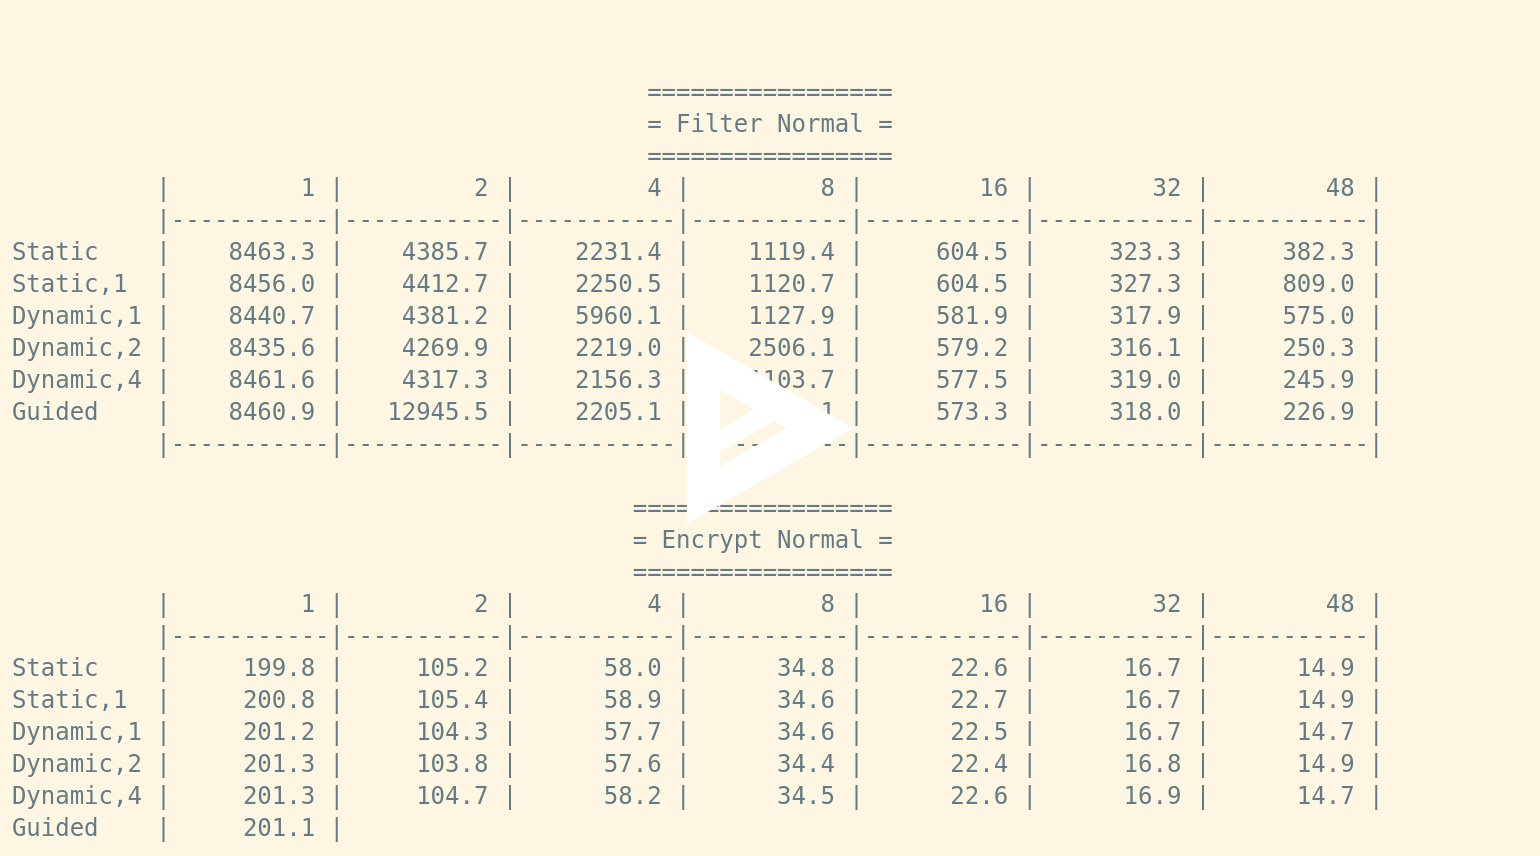 =================
= Filter Normal =
=================
| 1 | 2 | 4 | 8 | 16 | 32 | 48 |
|-----------|-----------|-----------|-----------|-----------|-----------|-----------|
Static | 8463.3 | 4385.7 | 2231.4 | 1119.4 | 604.5 | 323.3 | 382.3 |
Static,1 | 8456.0 | 4412.7 | 2250.5 | 1120.7 | 604.5 | 327.3 | 809.0 |
Dynamic,1 | 8440.7 | 4381.2 | 5960.1 | 1127.9 | 581.9 | 317.9 | 575.0 |
Dynamic,2 | 8435.6 | 4269.9 | 2219.0 | 2506.1 | 579.2 | 316.1 | 250.3 |
Dynamic,4 | 8461.6 | 4317.3 | 2156.3 | 1103.7 | 577.5 | 319.0 | 245.9 |
Guided | 8460.9 | 12945.5 | 2205.1 | | 573.3 | 318.0 | 226.9 |
|-----------|-----------|-----------|-----------|-----------|-----------|-----------|
==================
= Encrypt Normal =
==================
| 1 | 2 | 4 | 8 | 16 | 32 | 48 |
|-----------|-----------|-----------|-----------|-----------|-----------|-----------|
Static | 199.8 | 105.2 | 58.0 | 34.8 | 22.6 | 16.7 | 14.9 |
Static,1 | 200.8 | 105.4 | 58.9 | 34.6 | 22.7 | 16.7 | 14.9 |
Dynamic,1 | 201.2 | 104.3 | 57.7 | 34.6 | 22.5 | 16.7 | 14.7 |
Dynamic,2 | 201.3 | 103.8 | 57.6 | 34.4 | 22.4 | 16.8 | 14.9 |
Dynamic,4 | 201.3 | 104.7 | 58.2 | 34.5 | 22.6 | 16.9 | 14.7 |
Guided | 201.1 |